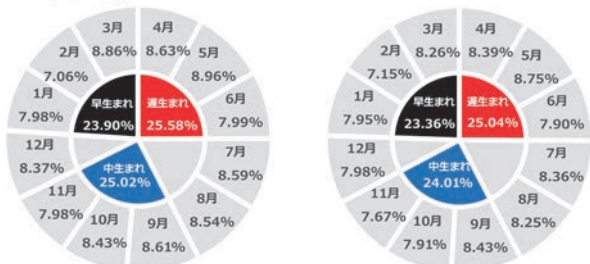 3月
8.86%
4月
8.63%
5月
8.96%
6月
7.99%
7月
8.59%
8月
8.54%
9月
8.61%
10月
8.43%
11月
7.98%
12月
8.37%
1月
7.98%
2月
7.06%
早生まれ
23.90%
遅生まれ
25.58%
中生まれ
25.02%
3月
8.26%
4月
8.39%
5月
8.75%
6月
7.90%
7月
8.36%
8月
8.25%
9月
8.43%
10月
7.91%
11月
7.67%
12月
7.98%
1月
7.95%
2月
7.15%
早生まれ
23.36%
遅生まれ
25.04%
中生まれ
24.01%